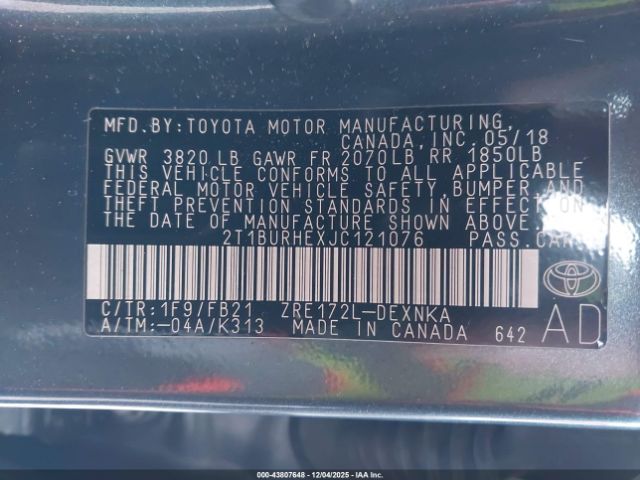 MFD.BY:TOYOTA MOTOR MANUFACTURING,
CANADA, INC. 05/18
GVWR 3820 LB GAWR FR 2070LB RR 1850LB
THIS VEHICLE CONFORMS TO ALL APPLICABLE
FEDERAL MOTOR VEHICLE SAFETY, BUMPER AND
THEFT PREVENTION STANDARDS IN EFFECT ON
THE DATE OF MANUFACTURE SHOWN ABOVE.
2T1BURHEXJC121076 PASS.CAR
C/TR:1F9/FB21 ZRE172L-DEXNKA
A/TM:-04A/K313 MADE IN CANADA 642
AD
000-43807648 - 12/04/2025 - IAAI, Inc.